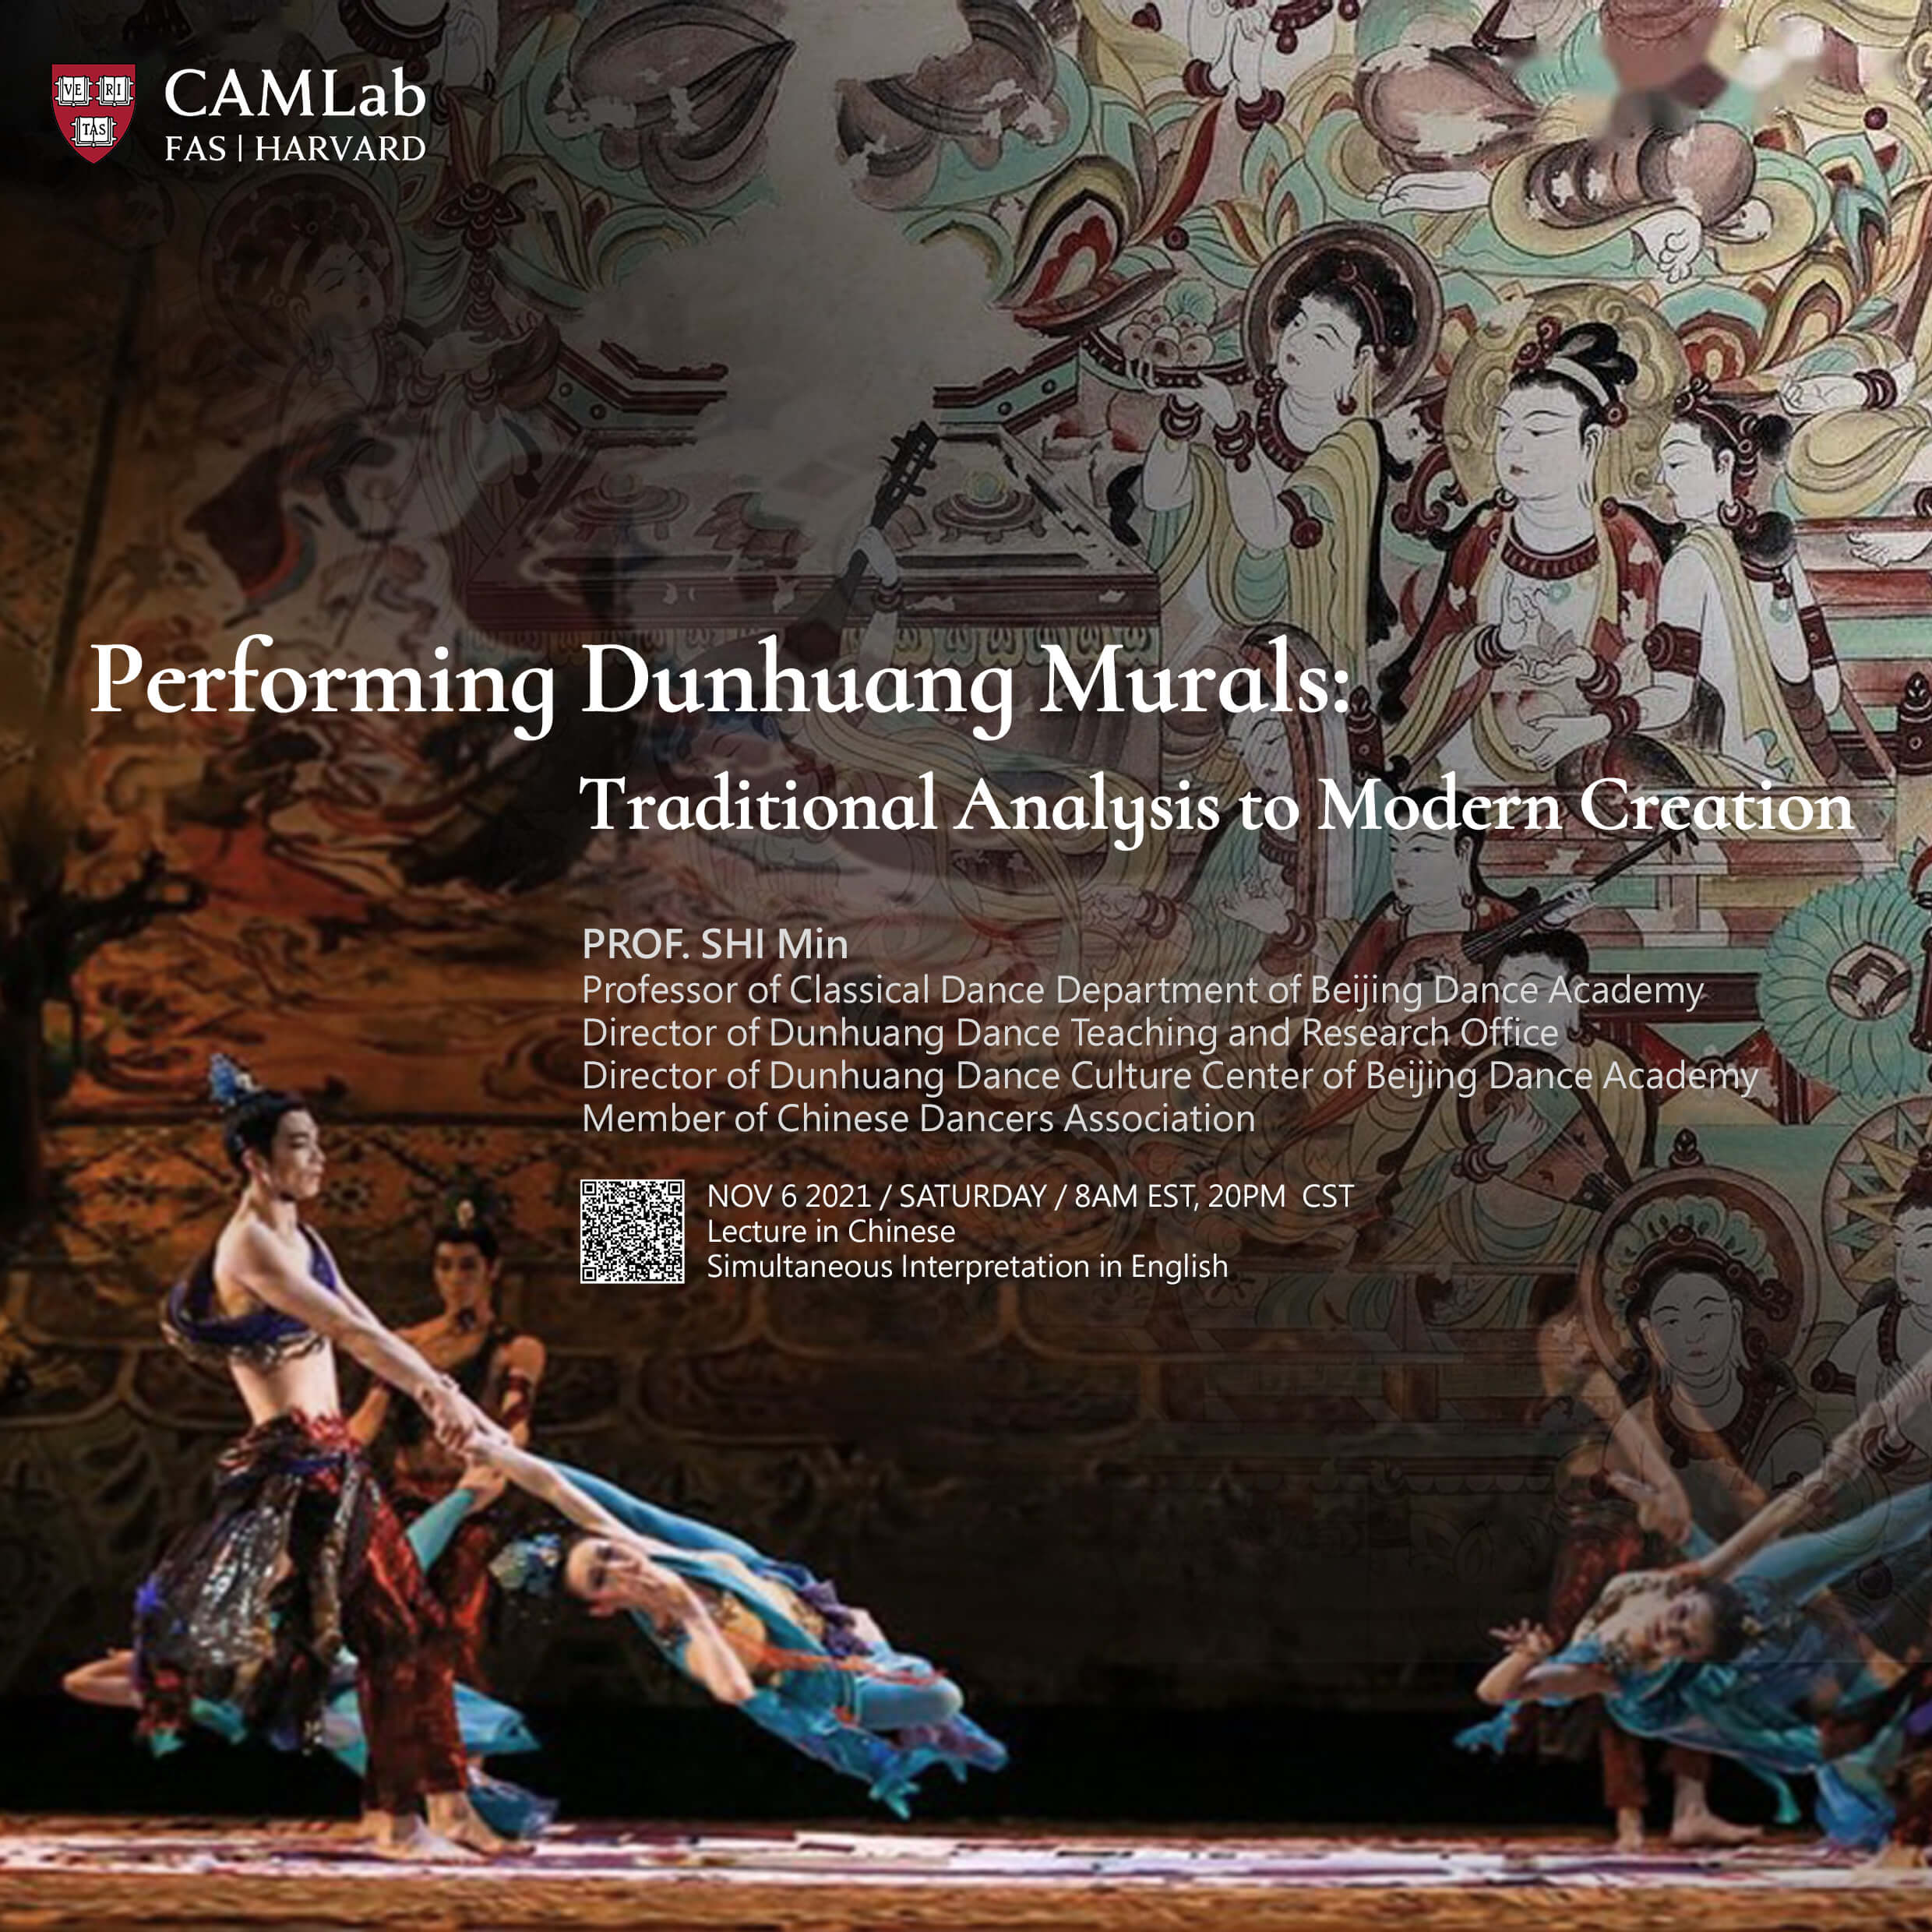 VE RI
TAS
CAMLab
FAS | HARVARD
Performing Dunhuang Murals:
Traditional Analysis to Modern Creation
PROF. SHI Min
Professor of Classical Dance Department of Beijing Dance Academy
Director of Dunhuang Dance Teaching and Research Office
Director of Dunhuang Dance Culture Center of Beijing Dance Academy
Member of Chinese Dancers Association
NOV 6 2021 / SATURDAY / 8AM EST, 20PM CST
Lecture in Chinese
Simultaneous Interpretation in English